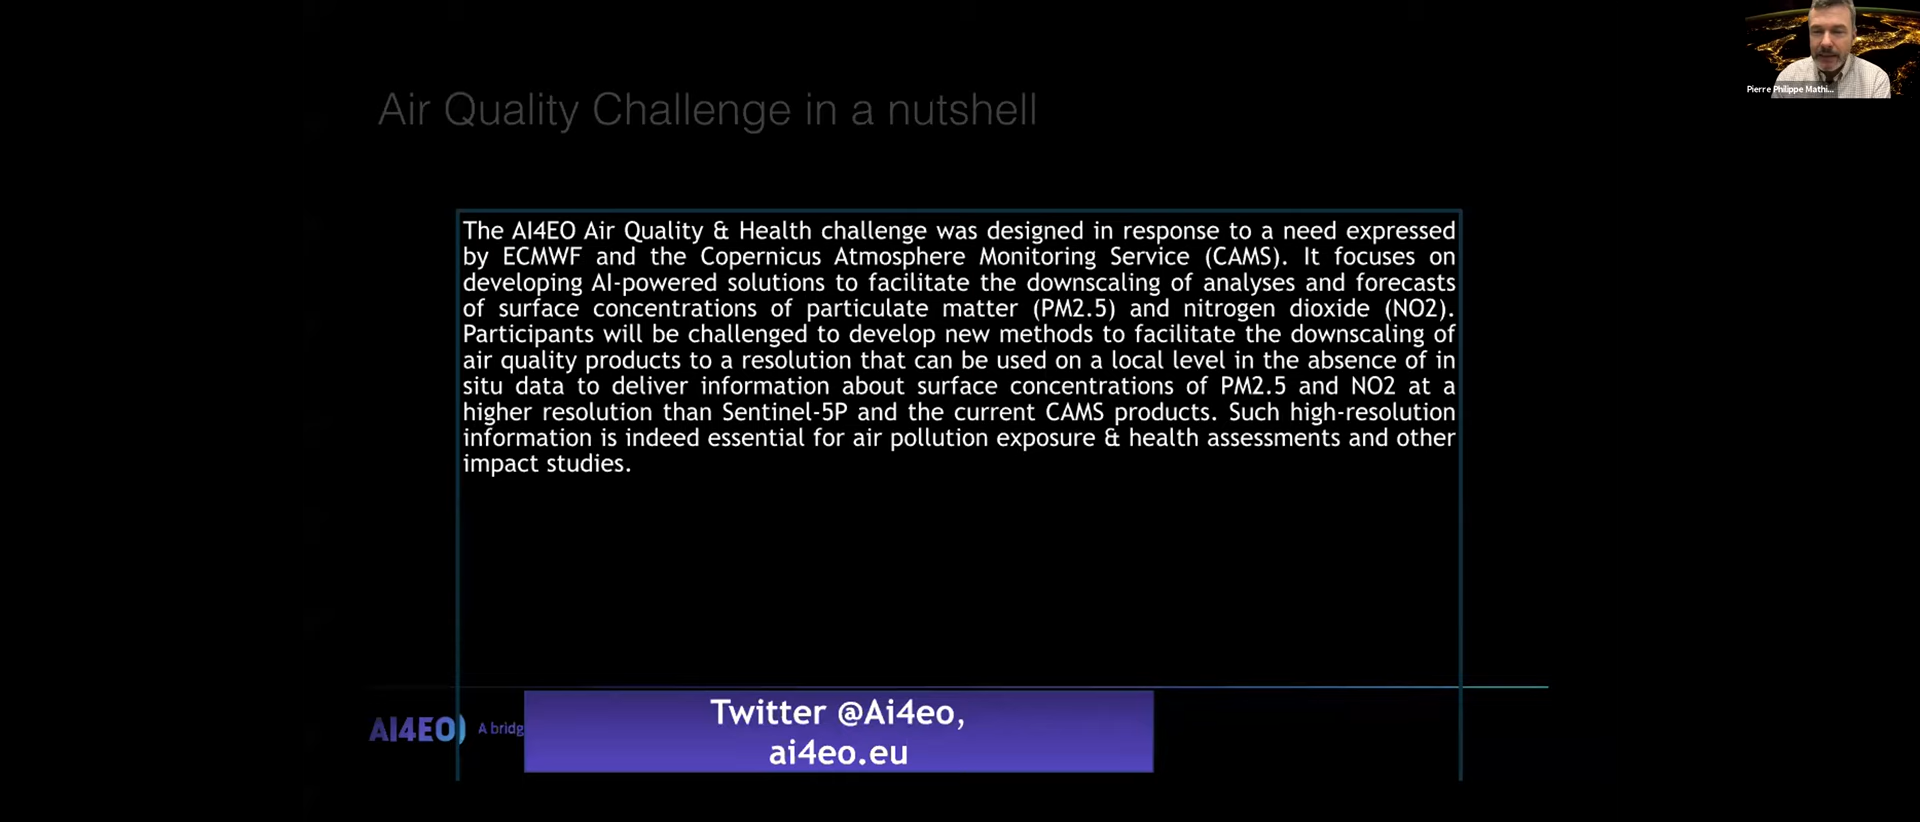 Pierre Philippe Mathi...
Air Quality Challenge in a nutshell
The AI4EO Air Quality & Health challenge was designed in response to a need expressed
by ECMWF and the Copernicus Atmosphere Monitoring Service (CAMS). It focuses on
developing AI-powered solutions to facilitate the downscaling of analyses and forecasts
of surface concentrations of particulate matter (PM2.5) and nitrogen dioxide (NO2).
Participants will be challenged to develop new methods to facilitate the downscaling of
air quality products to a resolution that can be used on a local level in the absence of in
situ data to deliver information about surface concentrations of PM2.5 and NO2 at a
higher resolution than Sentinel-5P and the current CAMS products. Such high-resolution
information is indeed essential for air pollution exposure & health assessments and other
impact studies.
AI4EO A bridg
Twitter @Ai4eo,
ai4eo.eu